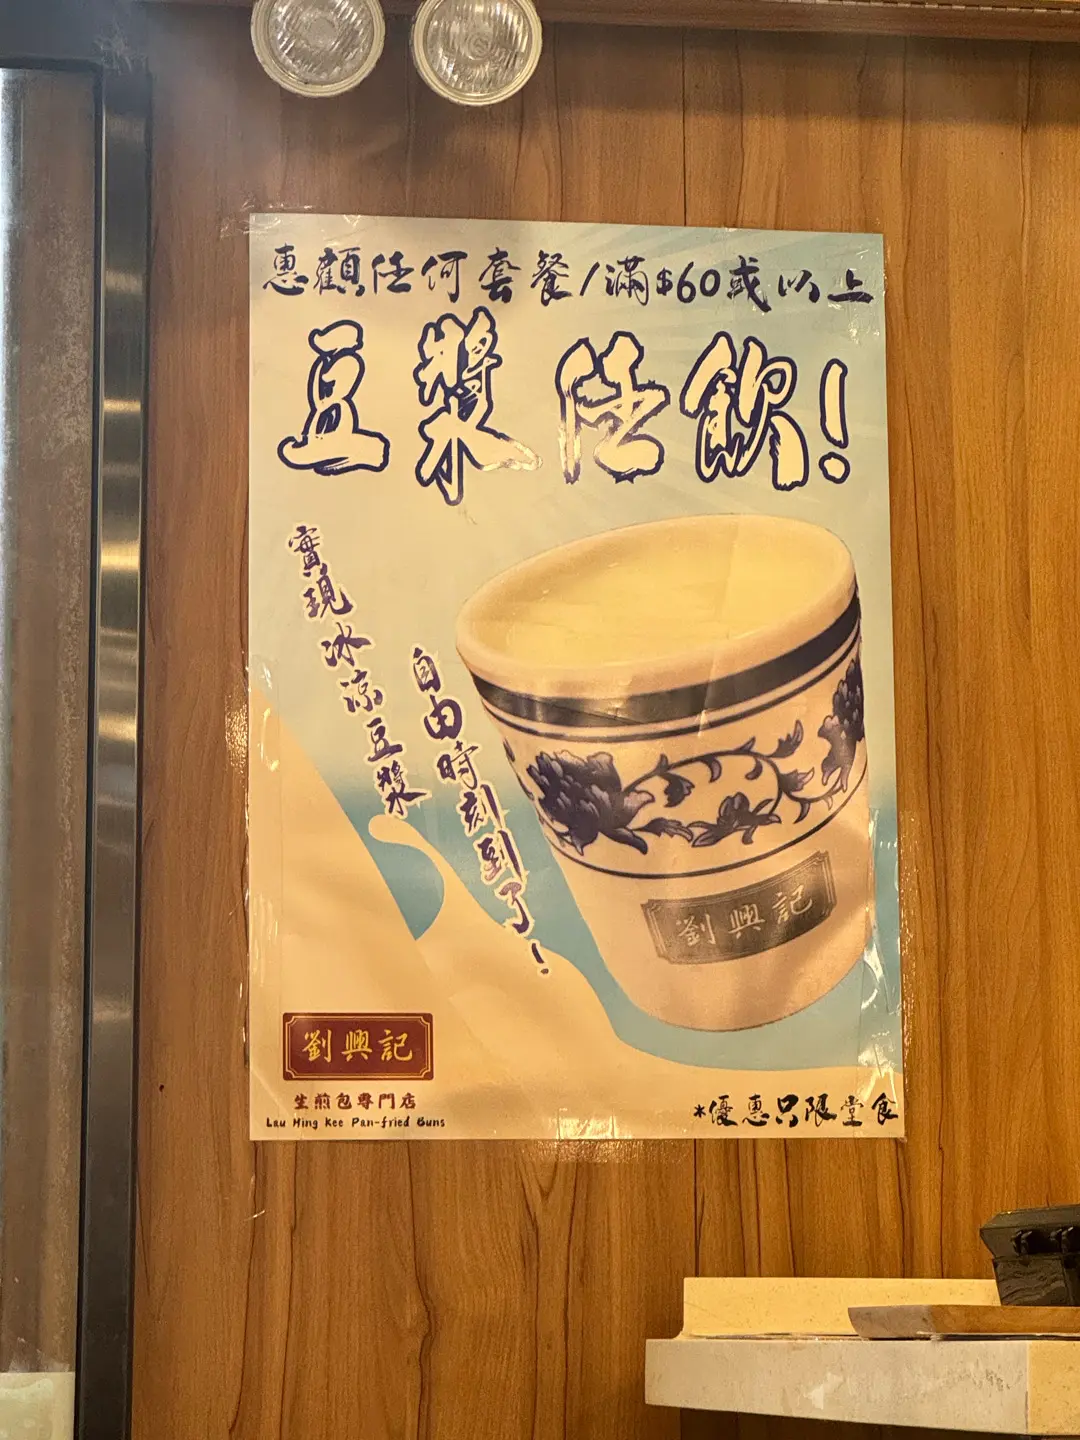 惠顧任何套餐/滿$60或以上
豆漿任飲!
實現冰涼豆漿
自由時刻到了!
劉興記
劉興記
生煎包專門店
Lau Hing Kee Pan-fried Buns
*優惠只限堂食